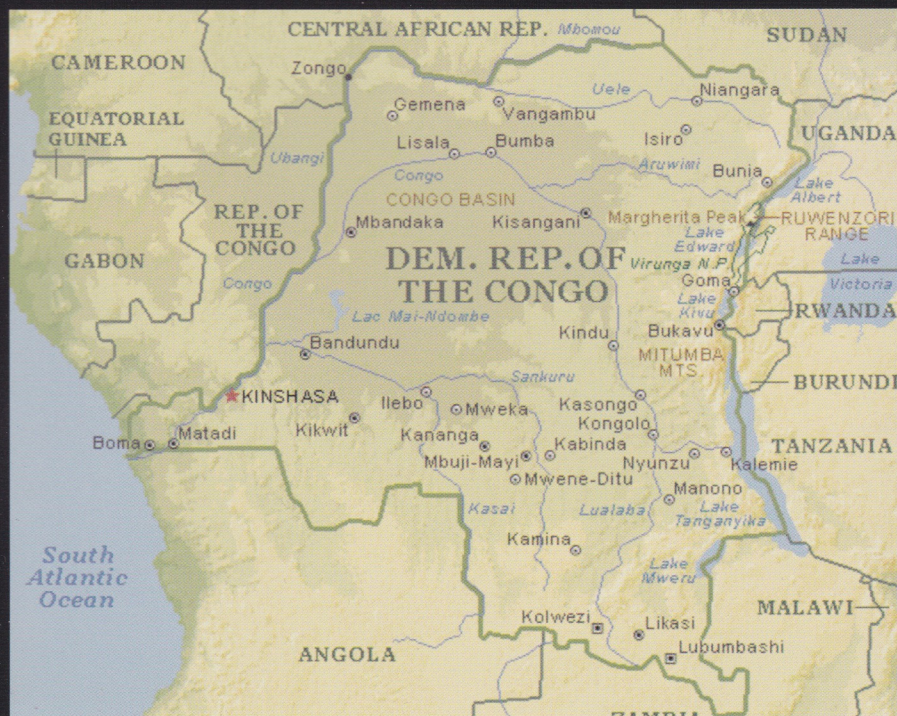 CENTRAL AFRICAN REP.
Mbomou
SUDAN
CAMEROON
Zongo
Uele
Niangara
Gemena
Vangambu
EQUATORIAL
GUINEA
UGANDA
Isiro
Lisala
Bumba
Ubangi
Aruwimi
Bunia
Congo
Lake
Albert
CONGO BASIN
REP. OF
THE
CONGO
Mbandaka
Kisangani
Margherita Peak
RUWENZORI
RANGE
Lake
Edward
GABON
DEM. REP. OF
THE CONGO
Virunga N.P.
Lake
Victoria
Congo
Goma
Lake
Kivu
RWANDA
Lac Mai-Ndombe
Bukavu
Kindu
Bandundu
MITUMBA
MTS.
Sankuru
BURUNDI
KINSHASA
Ilebo
Mweka
Kasongo
Kikwit
Kongolo
Boma
Matadi
Kananga
Kabinda
TANZANIA
Mbuji-Mayi
Nyunzu
Kalemie
Mwene-Ditu
Manono
Kasai
Lualaba
Lake
Tanganyika
Kamina
South
Atlantic
Ocean
Lake
Mweru
MALAWI
Kolwezi
Likasi
Lubumbashi
ANGOLA
ZAMBIA